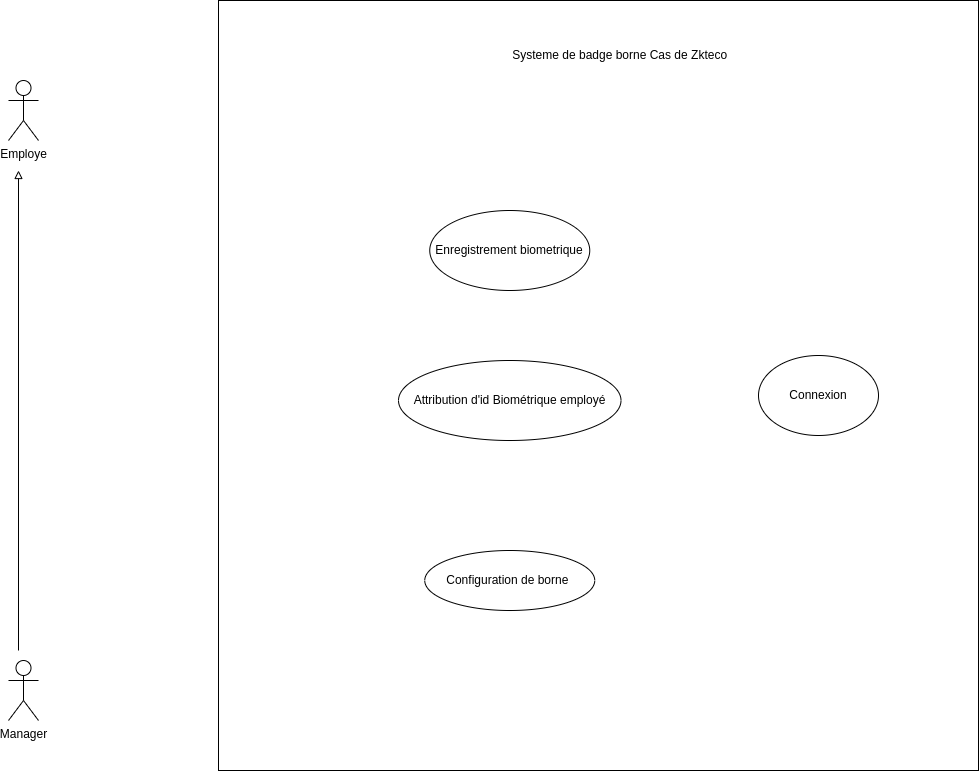 Systeme de badge borne Cas de Zkteco
Employe
Enregistrement biometrique
Attribution d'id Biométrique employé
Connexion
Configuration de borne
Manager